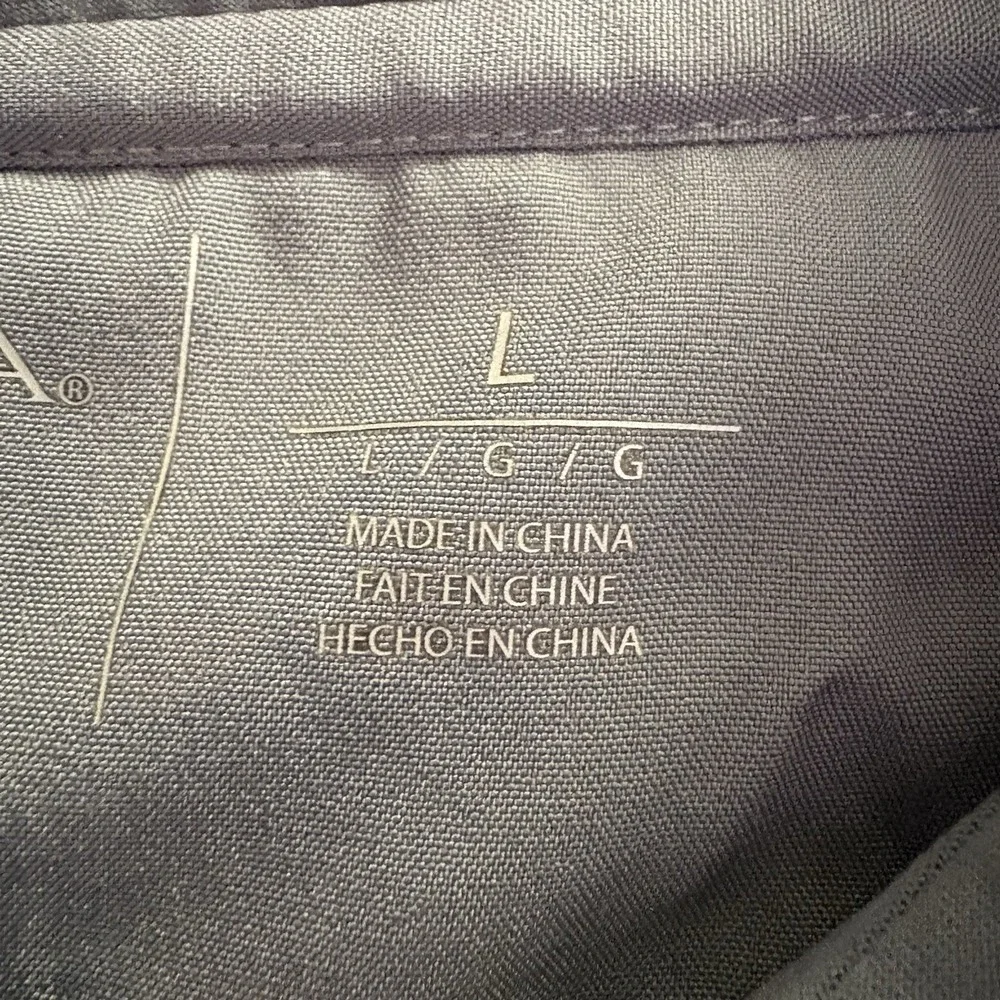 A®
L
L / G / G
MADE IN CHINA
FAIT EN CHINE
HECHO EN CHINA